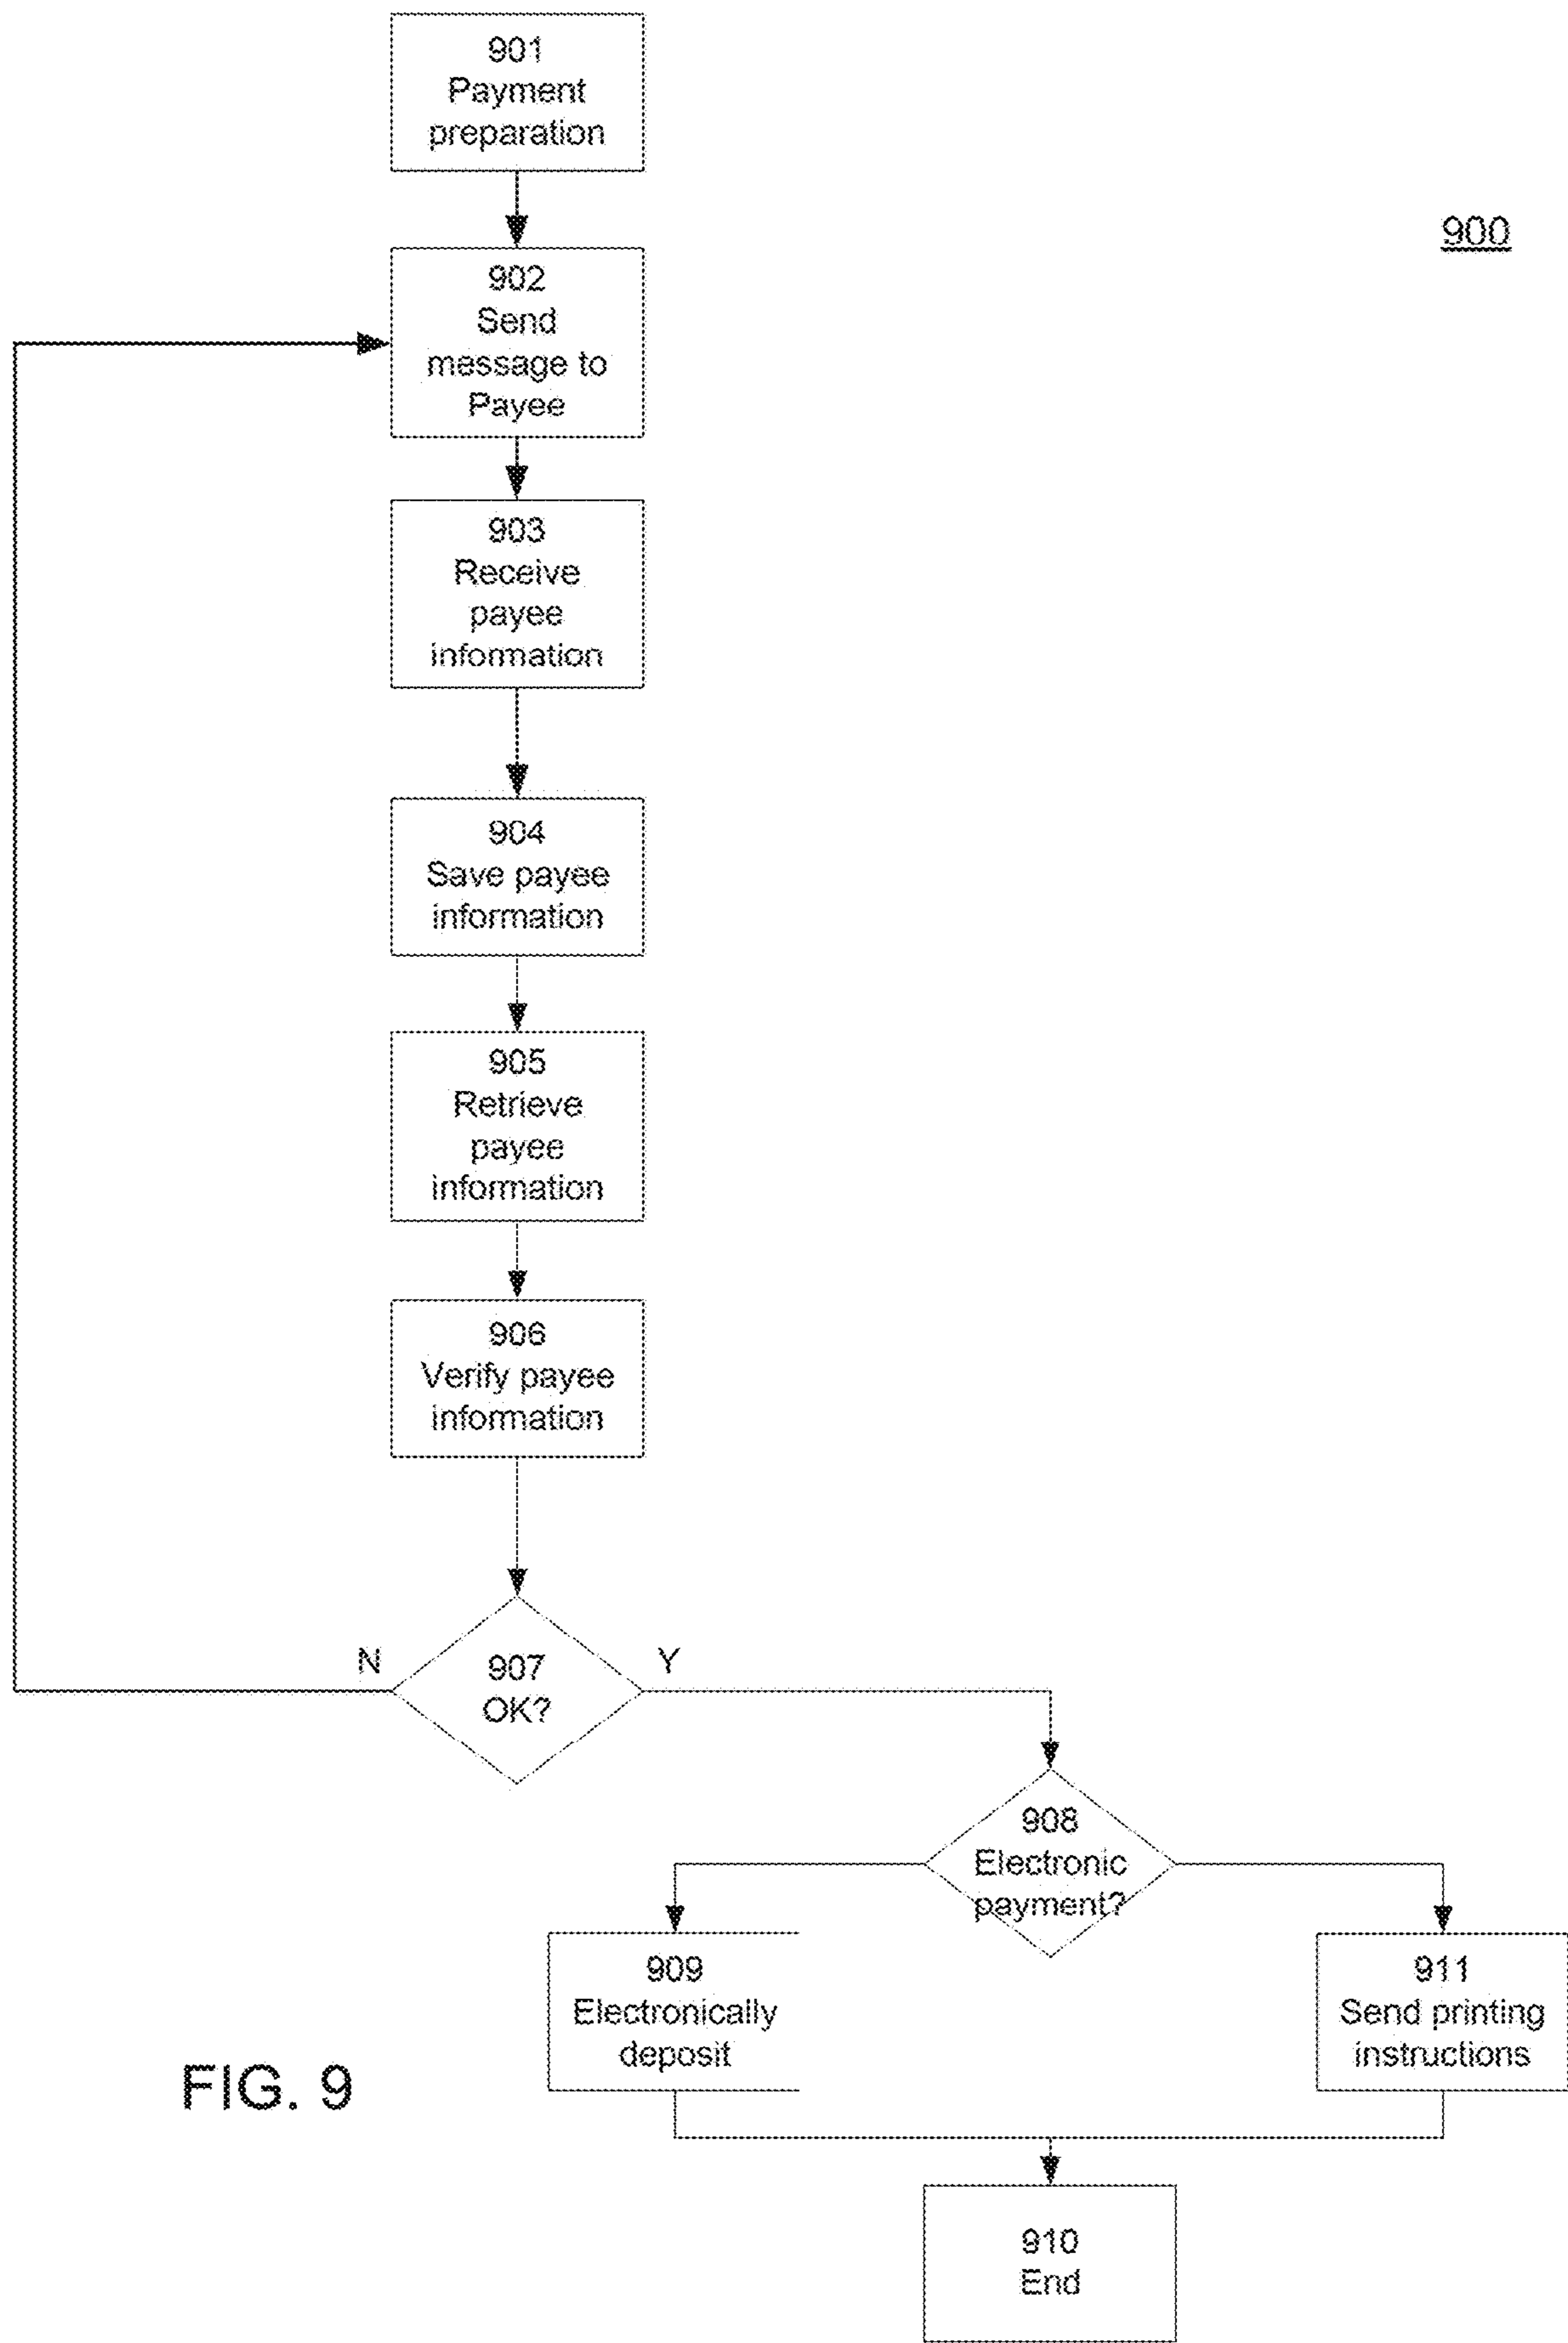 901
Payment
preparation
900
902
Send
message to
Payee
903
Receive
payee
information
904
Save payee
information
905
Retrieve
payee
information
906
Verify payee
information
N
907
OK?
Y
908
Electronic
payment?
909
Electronically
deposit
911
Send printing
instructions
FIG. 9
910
End